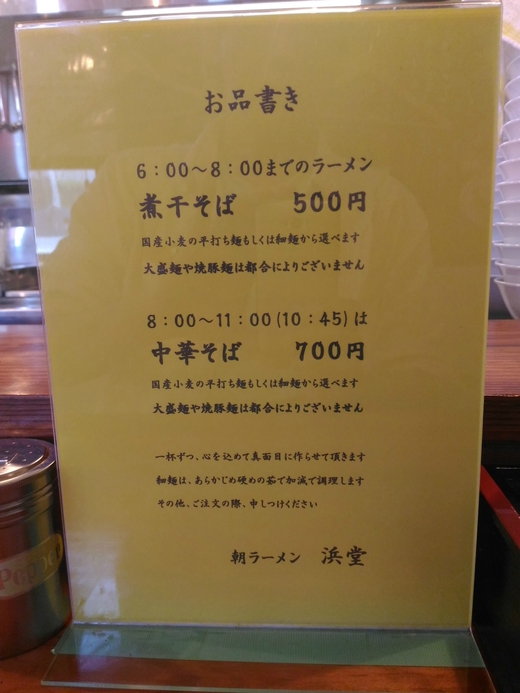 お品書き
6:00～8:00までのラーメン
煮干そば 500円
国産小麦の平打ち麺もしくは細麺から選べます
大盛麺や焼豚麺は都合によりございません
8:00～11:00(10:45)は
中華そば 700円
国産小麦の平打ち麺もしくは細麺から選べます
大盛麺や焼豚麺は都合によりございません
一杯ずつ、心を込めて真面目に作らせて頂きます
細麺は、あらかじめ硬めの茹で加減で調理します
その他、ご注文の際、申しつけください
朝ラーメン 浜堂